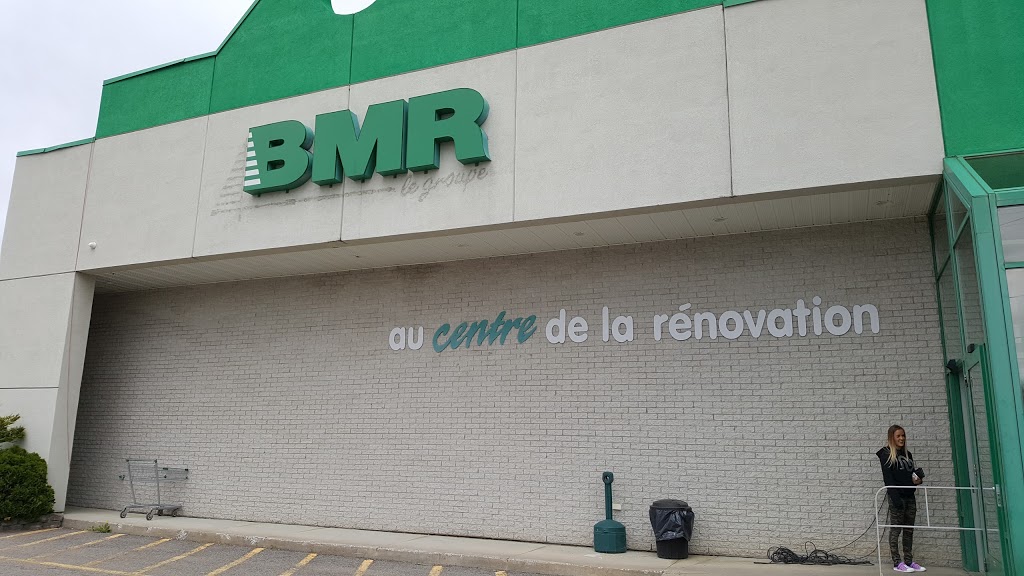 BMR
le groupe
au centre de la rénovation